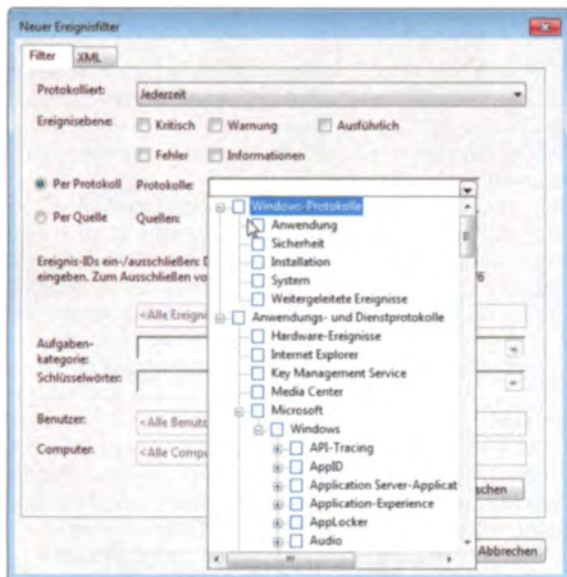 Neuer Ereignisfilter
Filter XML
Protokolliert: Jederzeit
Ereignisebene: Kritisch Warnung Ausführlich
Fehler Informationen
Per Protokoll Protokolle:
Per Quelle Quellen:
Windows-Protokolle
Anwendung
Sicherheit
Installation
System
Weitergeleitete Ereignisse
Anwendungs- und Dienstprotokolle
Hardware-Ereignisse
Internet Explorer
Key Management Service
Media Center
Microsoft
Windows
API-Tracing
AppID
Application Server-Applicat
Application-Experience
AppLocker
Audio
Ereignis-IDs ein-/ausschließen: D
eingeben. Zum Ausschließen vo
<Alle Ereigni
Aufgaben-
kategorie:
Schlüsselwörter:
Benutzer: <Alle Benutz
Computer: <Alle Compu
schen
Abbrechen